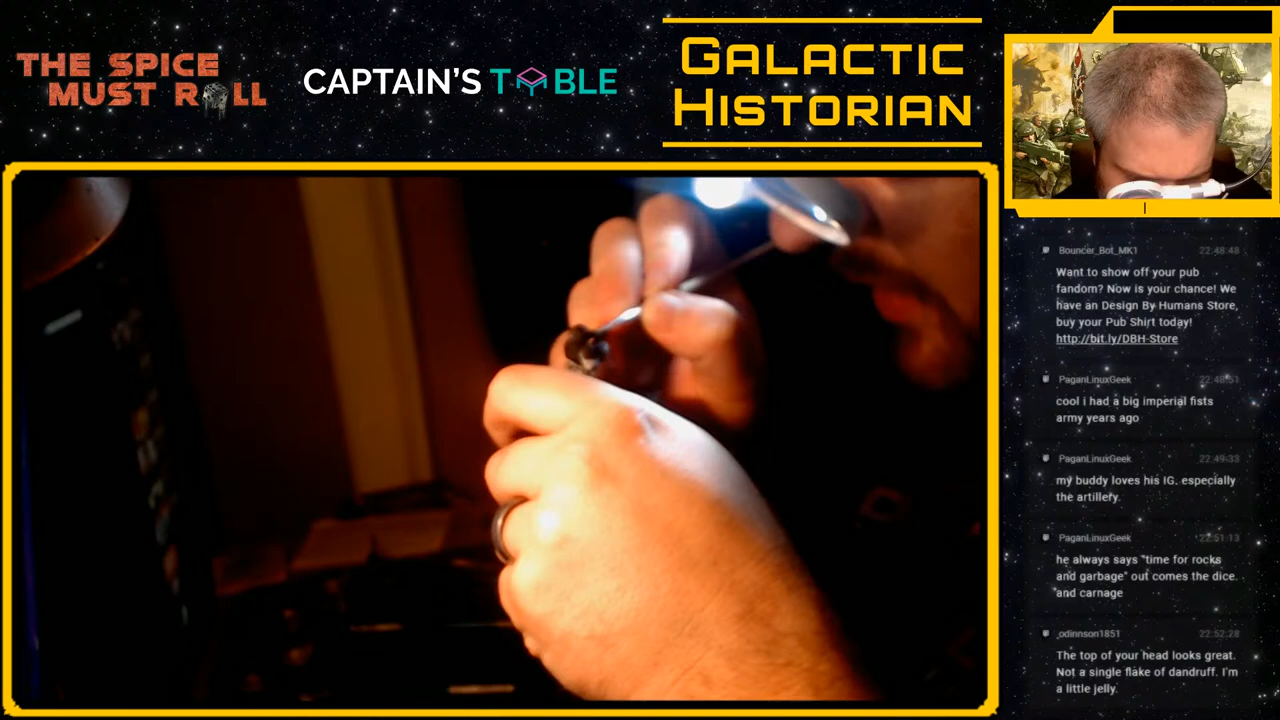 THE SPICE
MUST ROLL
CAPTAIN'S TABLE
GALACTIC
HISTORIAN
Bouncer_Bot_MK1 22:48:48
Want to show off your pub
fandom? Now is your chance! We
have an Design By Humans Store,
buy your Pub Shirt today!
http://bit.ly/DBH-Store
PaganLinuxGeek 22:48:51
cool i had a big imperial fists
army years ago
PaganLinuxGeek 22:49:33
my buddy loves his IG. especially
the artillery.
PaganLinuxGeek 22:51:13
he always says "time for rocks
and garbage" out comes the dice.
and carnage
_odinnson1851 22:52:28
The top of your head looks great.
Not a single flake of dandruff. I'm
a little jelly.